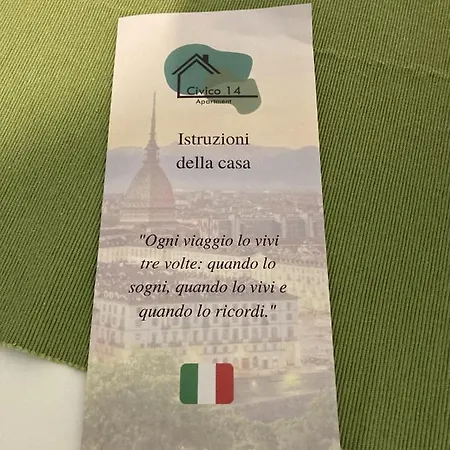 Civico 14
Apartment
Istruzioni
della casa
"Ogni viaggio lo vivi
tre volte: quando lo
sogni, quando lo vivi e
quando lo ricordi."